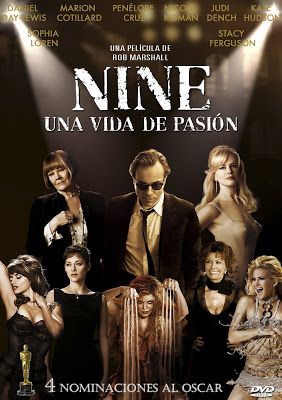 DANIEL MARION PENÉLOPE NICOLE JUDI KATE
DAY-LEWIS COTILLARD CRUZ KIDMAN DENCH HUDSON
SOPHIA STACY
LOREN FERGUSON
UNA PELÍCULA DE
ROB MARSHALL
NINE
UNA VIDA DE PASIÓN
4 NOMINACIONES AL OSCAR
DVD